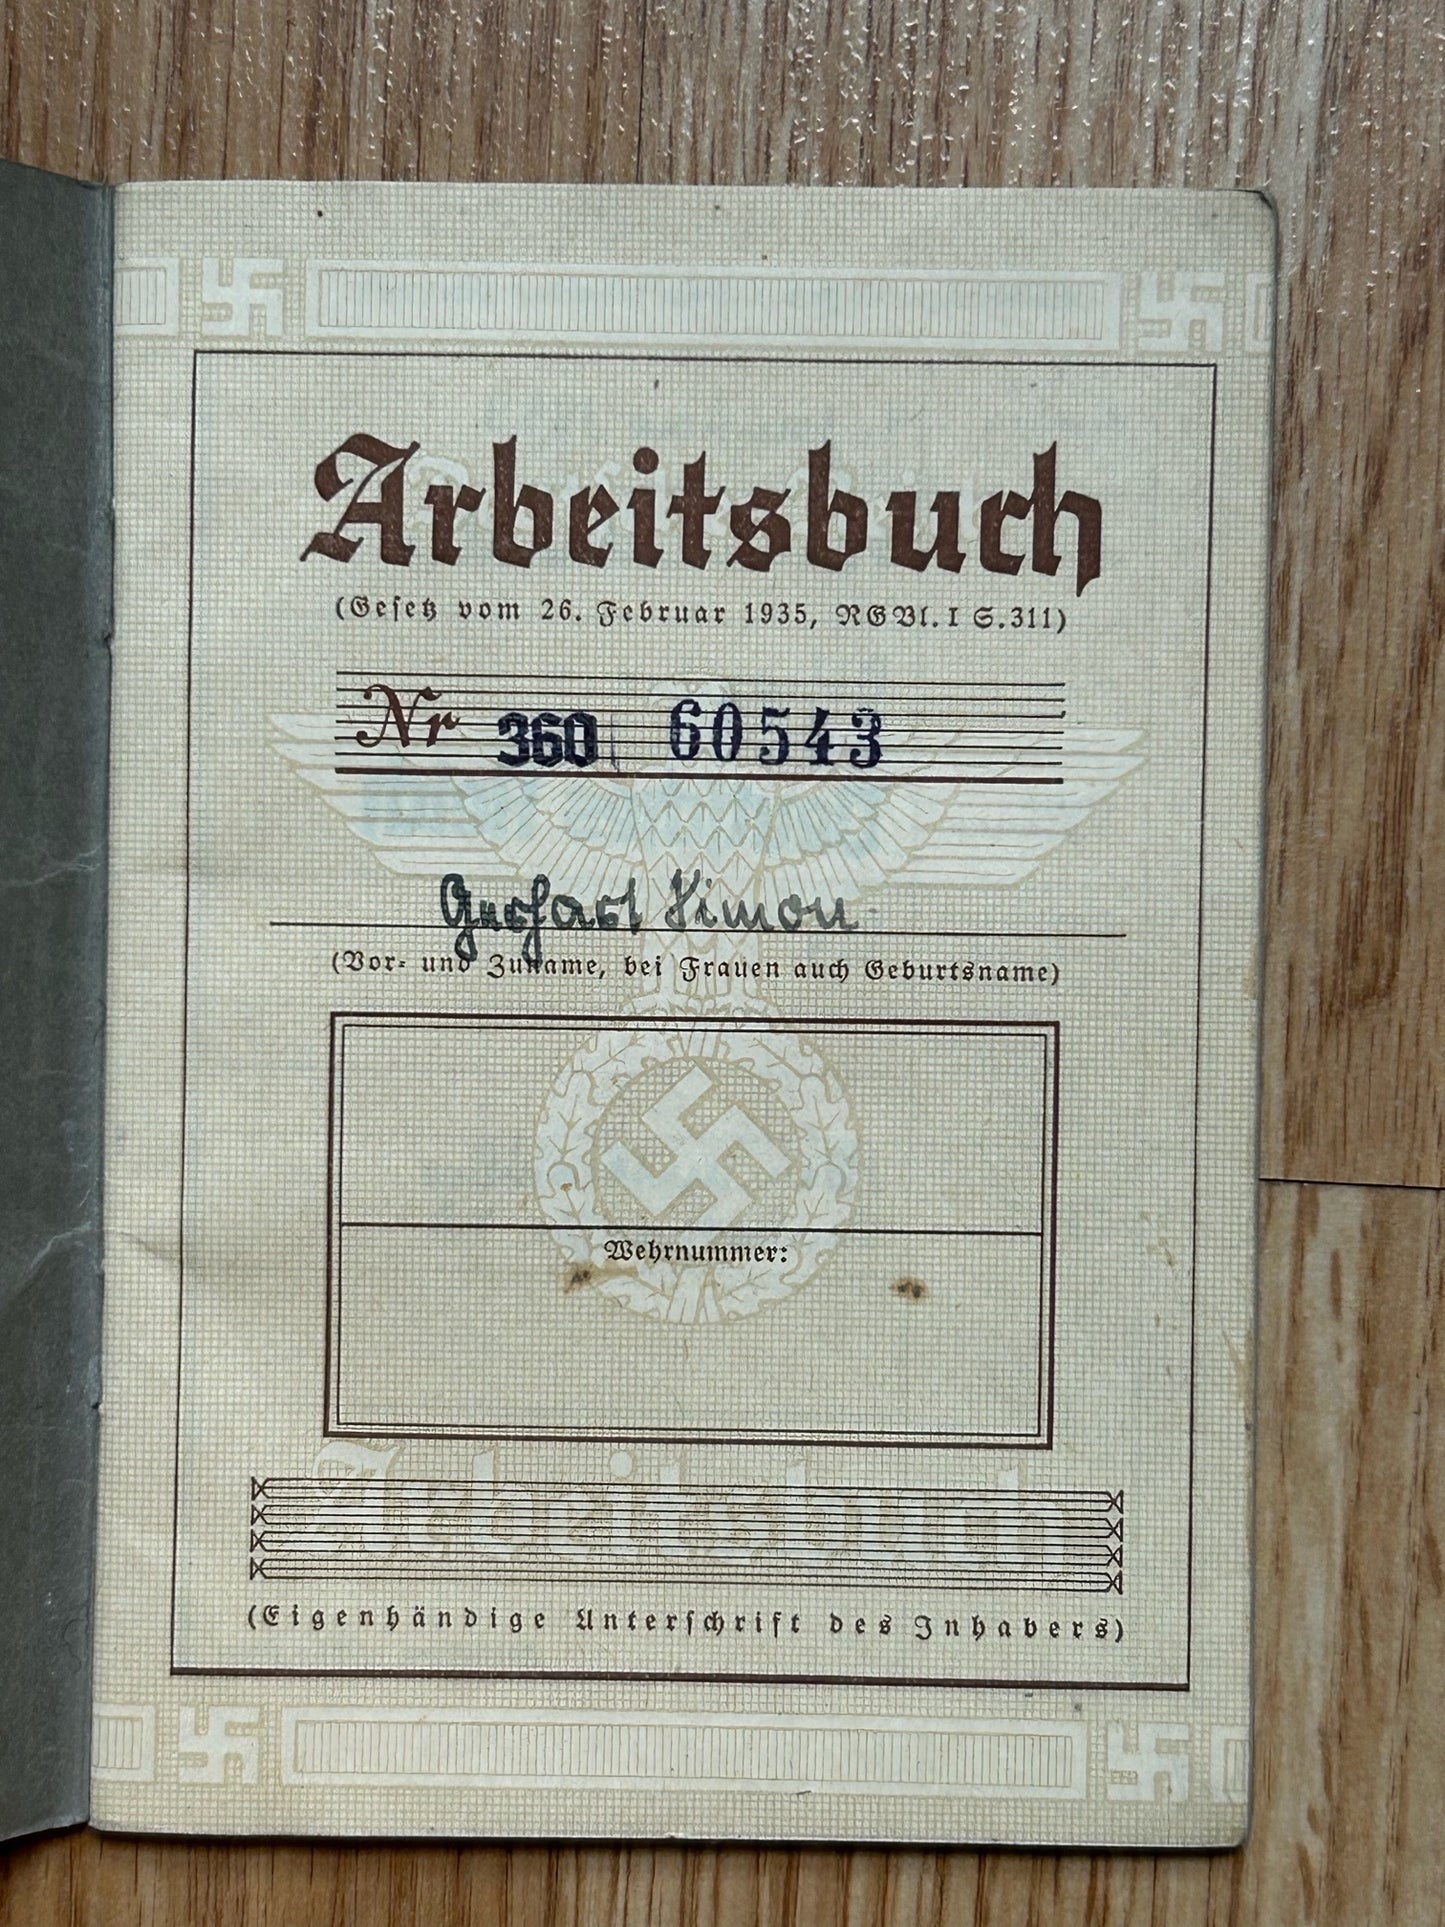 Arbeitsbuch
(Gesetz vom 26. Februar 1935, RGBl. I S. 311)
Nr 360 60543
Simon
(Vor- und Zuname, bei Frauen auch Geburtsname)
Wehrnummer:
Arbeitsbuch
(Eigenhändige Unterschrift des Inhabers)